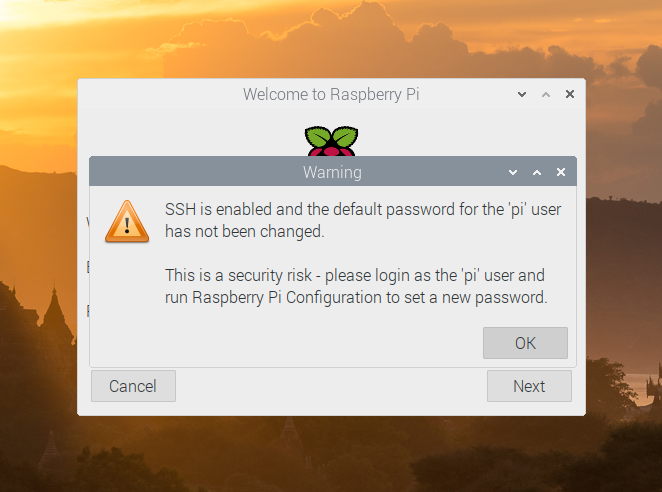 Welcome to Raspberry Pi
Warning
SSH is enabled and the default password for the 'pi' user
has not been changed.
This is a security risk - please login as the 'pi' user and
run Raspberry Pi Configuration to set a new password.
OK
Cancel
Next